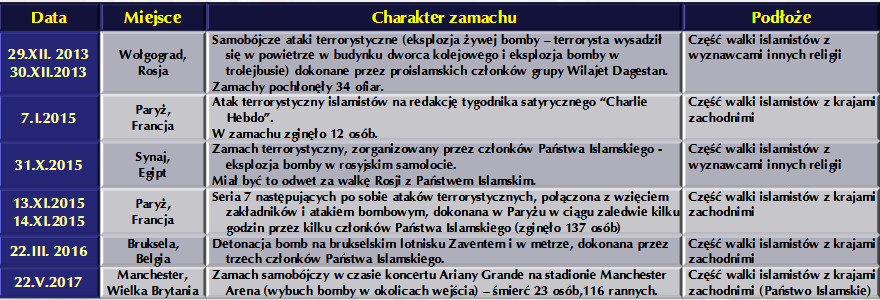 Data Miejsce Charakter zamachu Podłoże
29.XII. 2013
30.XII.2013
Wołgograd,
Rosja
Samobójcze ataki terrorystyczne (eksplozja żywej bomby – terrorysta wysadził
się w powietrze w budynku dworca kolejowego i eksplozja bomby w
trolejbusie) dokonane przez proislamskich członków grupy Wilajet Dagestan.
Zamachy pochłonęły 34 ofiar.
Część walki islamistów z
wyznawcami innych religii
7.I.2015
Paryż,
Francja
Atak terrorystyczny islamistów na redakcję tygodnika satyrycznego "Charlie
Hebdo".
W zamachu zginęło 12 osób.
Część walki islamistów z krajami
zachodnimi
31.X.2015
Synaj,
Egipt
Zamach terrorystyczny, zorganizowany przez członków Państwa Islamskiego -
eksplozja bomby w rosyjskim samolocie.
Miał być to odwet za walkę Rosji z Państwem Islamskim.
Część walki islamistów z
wyznawcami innych religii
13.XI.2015
14.XI.2015
Paryż,
Francja
Seria 7 następujących po sobie ataków terrorystycznych, połączona z wzięciem
zakładników i atakiem bombowym, dokonana w Paryżu w ciągu zaledwie kilku
godzin przez kilku członków Państwa Islamskiego (zginęło 137 osób)
Część walki islamistów z krajami
zachodnimi
22.III. 2016
Bruksela,
Belgia
Detonacja bomb na brukselskim lotnisku Zaventem i w metrze, dokonana przez
trzech członków Państwa Islamskiego.
Część walki islamistów z krajami
zachodnimi
22.V.2017
Manchester,
Wielka Brytania
Zamach samobójczy w czasie koncertu Ariany Grande na stadionie Manchester
Arena (wybuch bomby w okolicach wejścia) – śmierć 23 osób,116 rannych.
Część walki islamistów z krajami
zachodnimi (Państwo Islamskie)